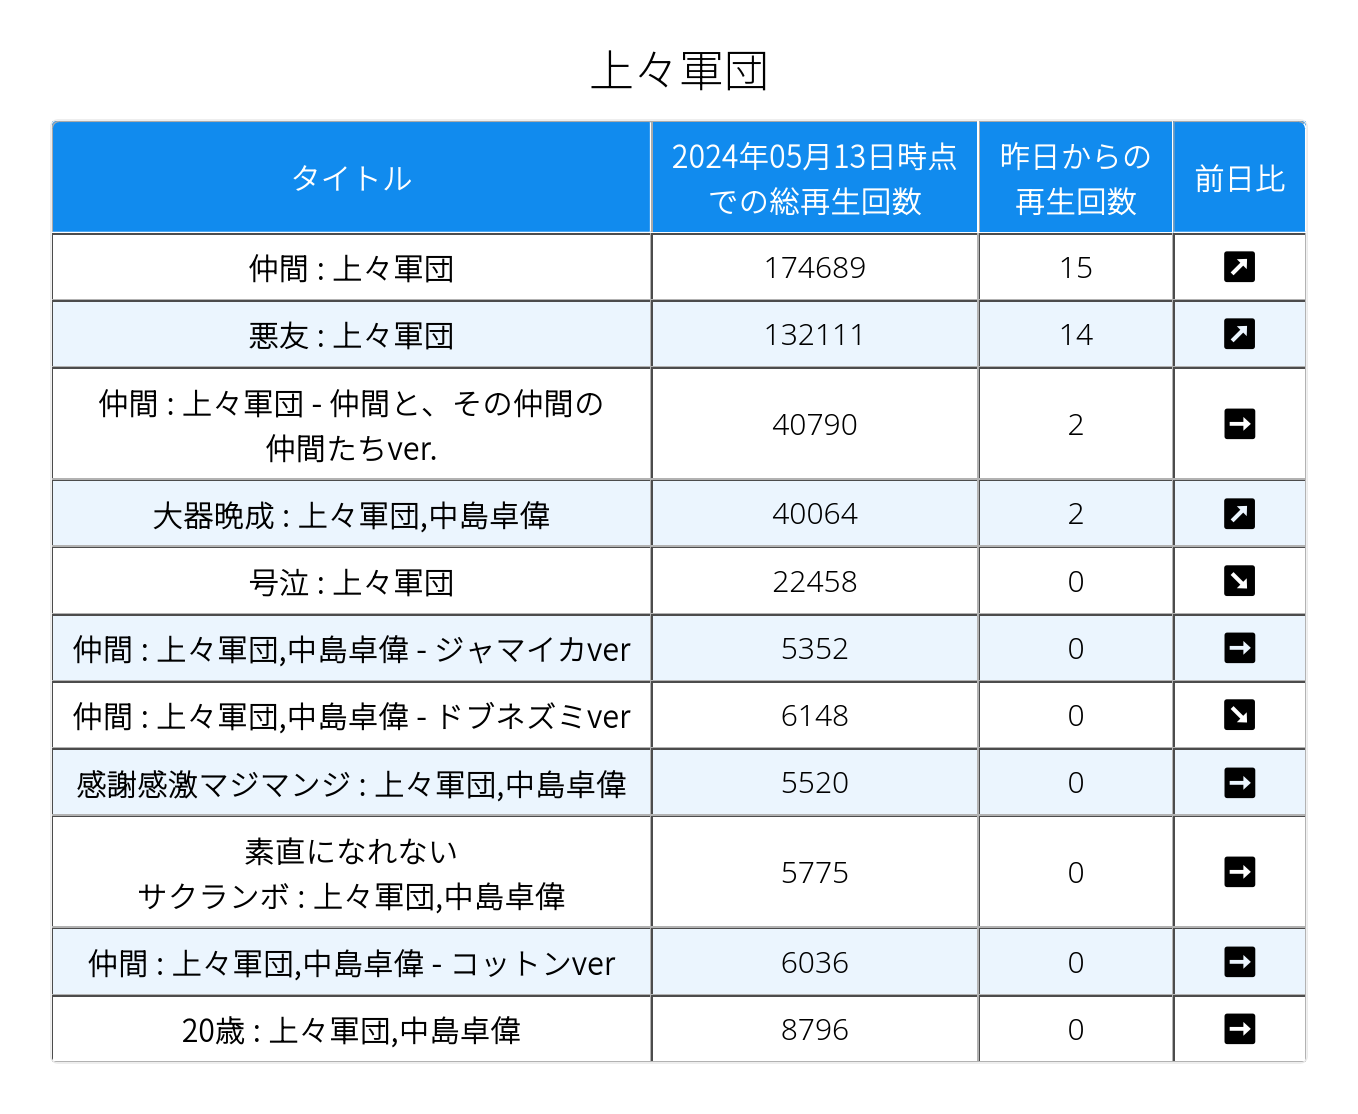 上々軍団
タイトル
2024年05月13日時点
での総再生回数
昨日からの
再生回数
前日比
仲間 : 上々軍団
174689
15
悪友 : 上々軍団
132111
14
仲間 : 上々軍団 - 仲間と、その仲間の
仲間たちver.
40790
2
大器晩成 : 上々軍団,中島卓偉
40064
2
号泣 : 上々軍団
22458
0
仲間 : 上々軍団,中島卓偉 - ジャマイカver
5352
0
仲間 : 上々軍団,中島卓偉 - ドブネズミver
6148
0
感謝感激マジマンジ : 上々軍団,中島卓偉
5520
0
素直になれない
サクランボ : 上々軍団,中島卓偉
5775
0
仲間 : 上々軍団,中島卓偉 - コットンver
6036
0
20歳 : 上々軍団,中島卓偉
8796
0